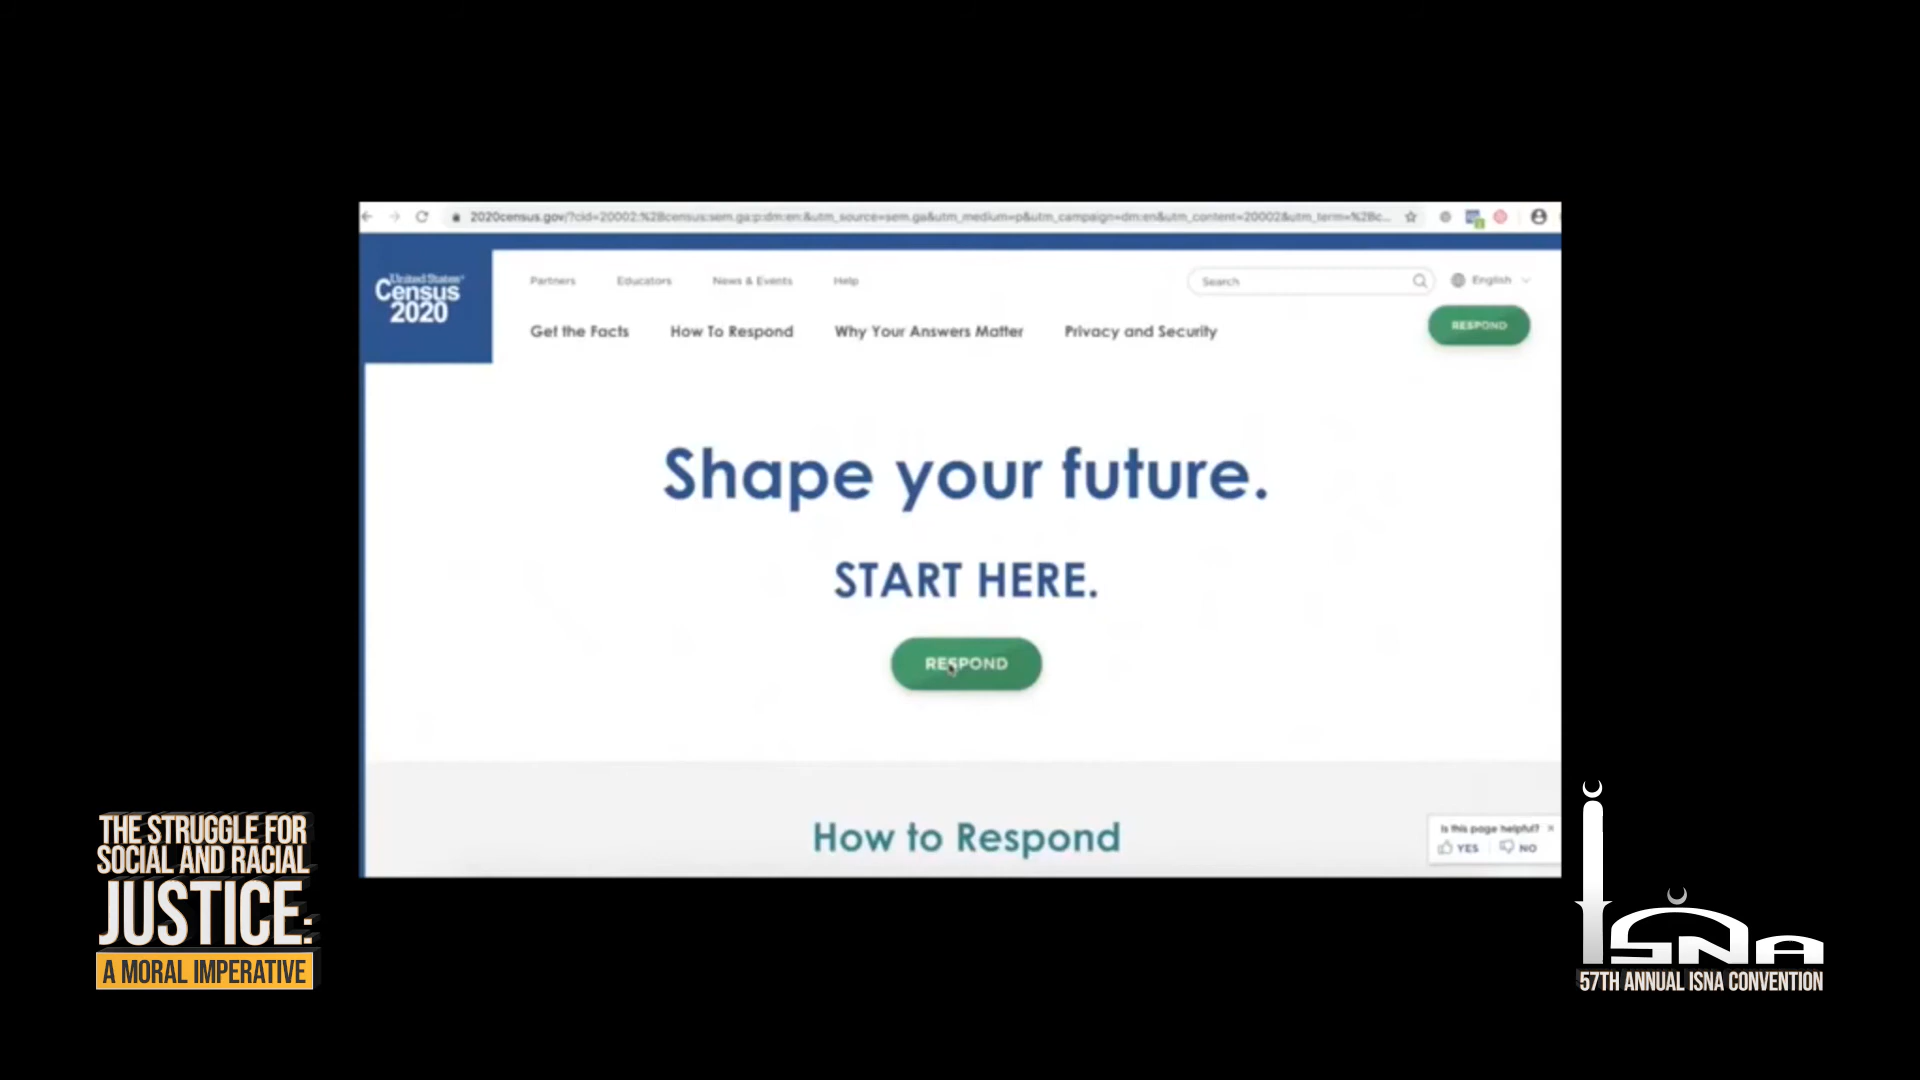 2020census.gov/?cid=20002:%28census:sem.ga:p:dm:en:&utm_source=sem.ga&utm_medium=p&utm_campaign=dm:en&utm_content=20002&utm_term=%28c...
United States®
Census
2020
Partners Educators News & Events Help Search English
Get the Facts How To Respond Why Your Answers Matter Privacy and Security RESPOND
Shape your future.
START HERE.
RESPOND
How to Respond
Is this page helpful? ×
YES NO
THE STRUGGLE FOR
SOCIAL AND RACIAL
JUSTICE:
A MORAL IMPERATIVE
ISNA
57TH ANNUAL ISNA CONVENTION